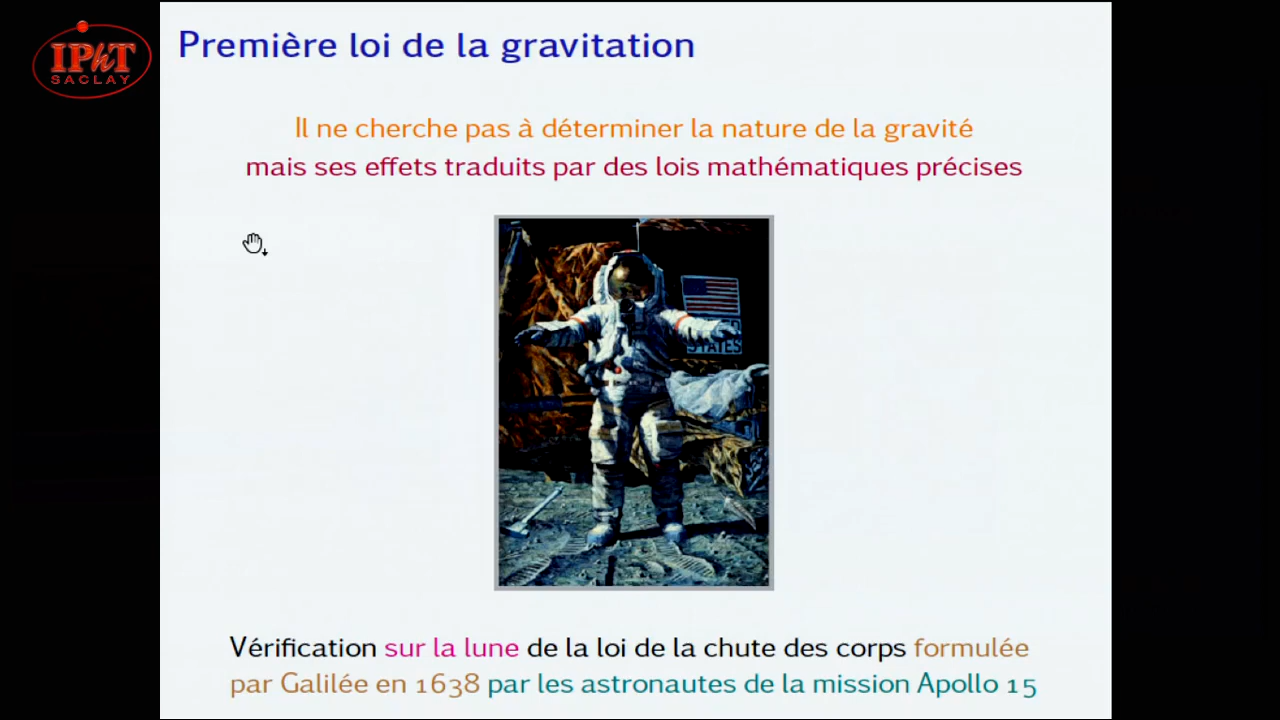 IPhT
SACLAY
Première loi de la gravitation
Il ne cherche pas à déterminer la nature de la gravité
mais ses effets traduits par des lois mathématiques précises
STATES
Vérification sur la lune de la loi de la chute des corps formulée
par Galilée en 1638 par les astronautes de la mission Apollo 15